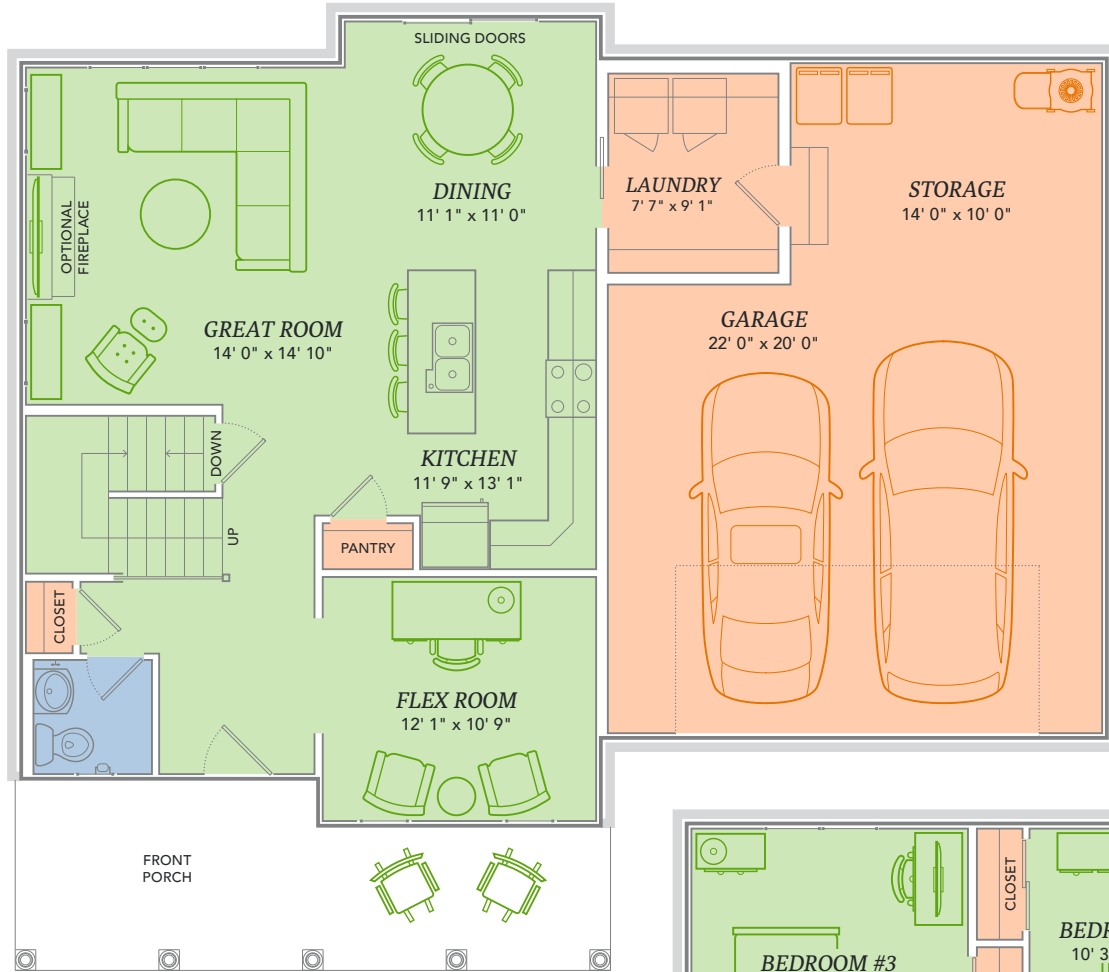 SLIDING DOORS
DINING
11' 1" x 11' 0"
LAUNDRY
7' 7" x 9' 1"
STORAGE
14' 0" x 10' 0"
OPTIONAL
FIREPLACE
GREAT ROOM
14' 0" x 14' 10"
GARAGE
22' 0" x 20' 0"
DOWN
KITCHEN
11' 9" x 13' 1"
UP
PANTRY
CLOSET
FLEX ROOM
12' 1" x 10' 9"
FRONT
PORCH
CLOSET
10' 3
BEDROOM #3